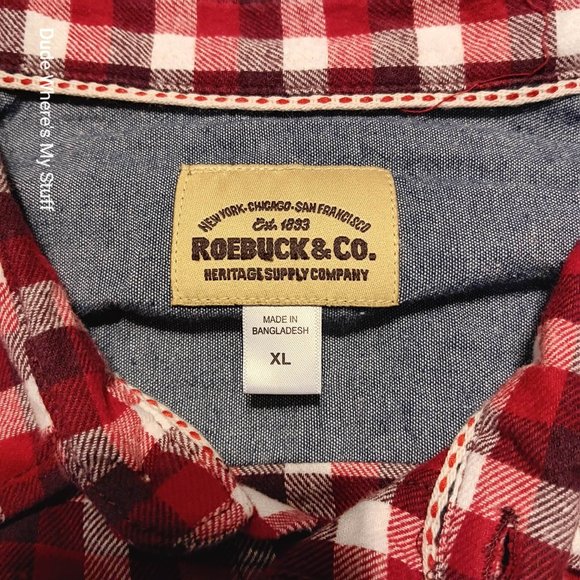 Dude Where's My Stuff
NEW YORK • CHICAGO • SAN FRANCISCO
Est. 1893
ROEBUCK & CO.
HERITAGE SUPPLY COMPANY
MADE IN
BANGLADESH
XL